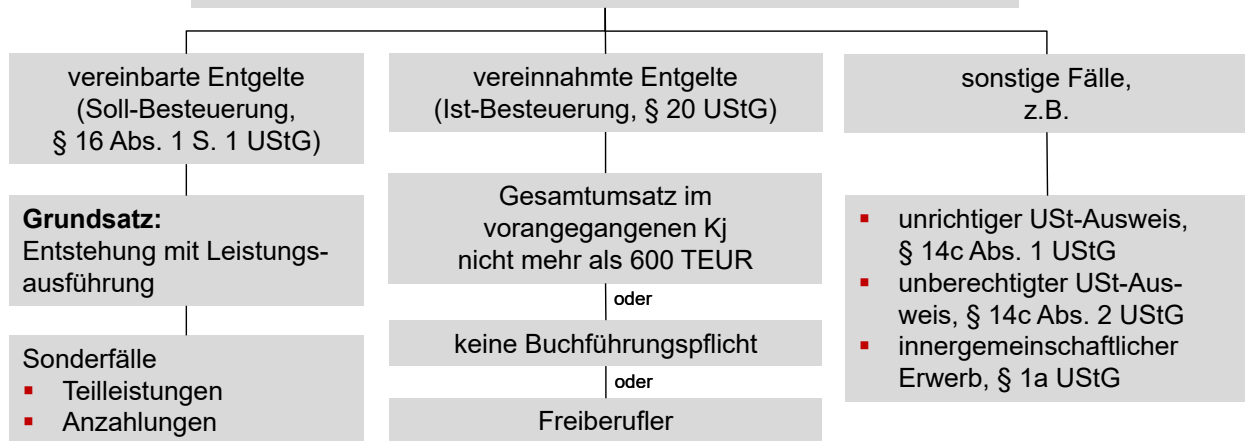 vereinbarte Entgelte
(Soll-Besteuerung,
§ 16 Abs. 1 S. 1 UStG)
Grundsatz:
Entstehung mit Leistungs-
ausführung
Sonderfälle
▪ Teilleistungen
▪ Anzahlungen
vereinnahmte Entgelte
(Ist-Besteuerung, § 20 UStG)
Gesamtumsatz im
vorangegangenen Kj
nicht mehr als 600 TEUR
oder
keine Buchführungspflicht
oder
Freiberufler
sonstige Fälle,
z.B.
▪ unrichtiger USt-Ausweis,
§ 14c Abs. 1 UStG
▪ unberechtigter USt-Aus-
weis, § 14c Abs. 2 UStG
▪ innergemeinschaftlicher
Erwerb, § 1a UStG